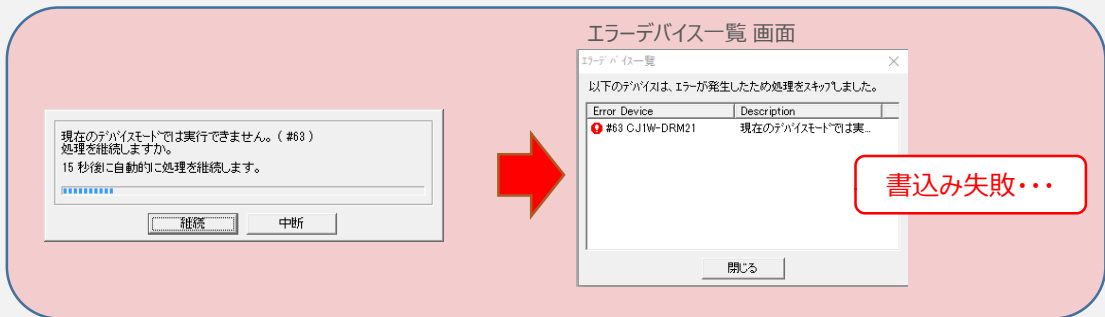 エラーデバイス一覧 画面
エラーデバイス一覧
以下のデバイスは、エラーが発生したため処理をスキップしました。
Error Device Description
#63 CJ1W-DRM21 現在のデバイスモードでは実...
現在のデバイスモードでは実行できません。( #63 )
処理を継続しますか。
15 秒後に自動的に処理を継続します。
継続 中断
書込み失敗・・・
閉じる